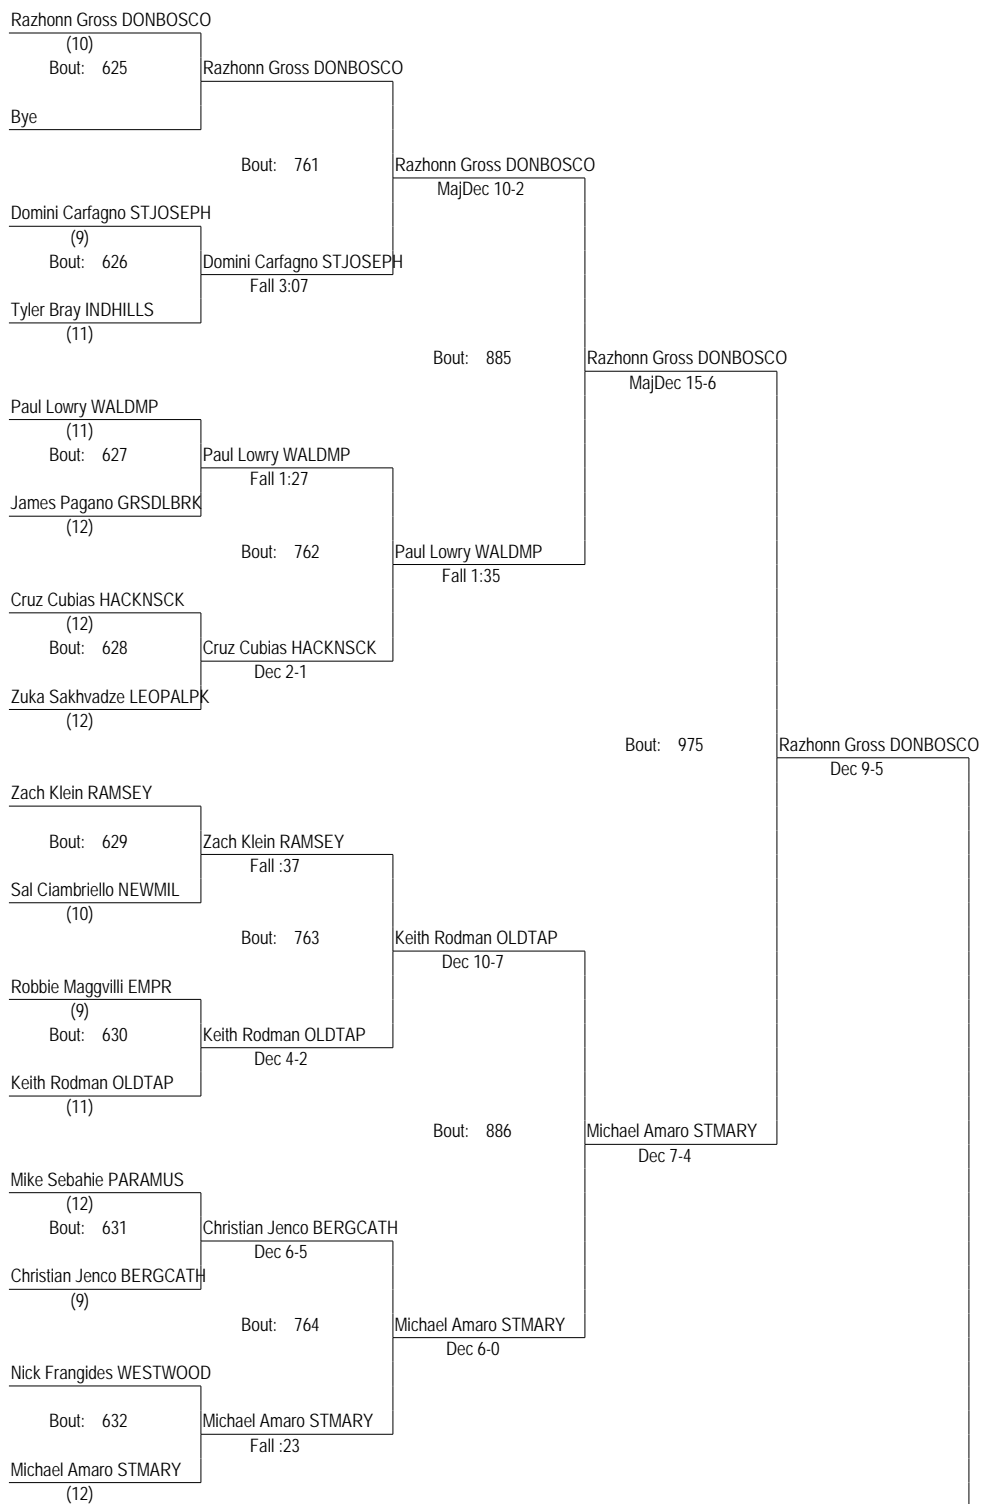 Razhonn Gross DONBOSCO
(10)
Bout: 625
Razhonn Gross DONBOSCO
Bye
Bout: 761
Razhonn Gross DONBOSCO
MajDec 10-2
Domini Carfagno STJOSEPH
(9)
Bout: 626
Domini Carfagno STJOSEPH
Fall 3:07
Tyler Bray INDHILLS
(11)
Bout: 885
Razhonn Gross DONBOSCO
MajDec 15-6
Paul Lowry WALDMP
(11)
Bout: 627
Paul Lowry WALDMP
Fall 1:27
James Pagano GRSDLBRK
(12)
Bout: 762
Paul Lowry WALDMP
Fall 1:35
Cruz Cubias HACKNSCK
(12)
Bout: 628
Cruz Cubias HACKNSCK
Dec 2-1
Zuka Sakhvadze LEOPALPK
(12)
Bout: 975
Razhonn Gross DONBOSCO
Dec 9-5
Zach Klein RAMSEY
Bout: 629
Zach Klein RAMSEY
Fall :37
Sal Ciambriello NEWMIL
(10)
Bout: 763
Keith Rodman OLDTAP
Dec 10-7
Robbie Maggvilli EMPR
(9)
Bout: 630
Keith Rodman OLDTAP
Dec 4-2
Keith Rodman OLDTAP
(11)
Bout: 886
Michael Amaro STMARY
Dec 7-4
Mike Sebahie PARAMUS
(12)
Bout: 631
Christian Jenco BERGCATH
Dec 6-5
Christian Jenco BERGCATH
(9)
Bout: 764
Michael Amaro STMARY
Dec 6-0
Nick Frangides WESTWOOD
Bout: 632
Michael Amaro STMARY
Fall :23
Michael Amaro STMARY
(12)